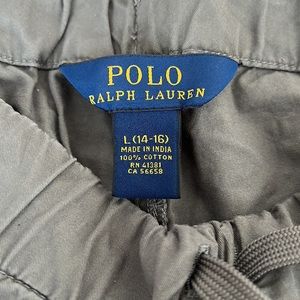 POLO
RALPH LAUREN
L (14-16)
MADE IN INDIA
100% COTTON
RN 41381
CA 56658